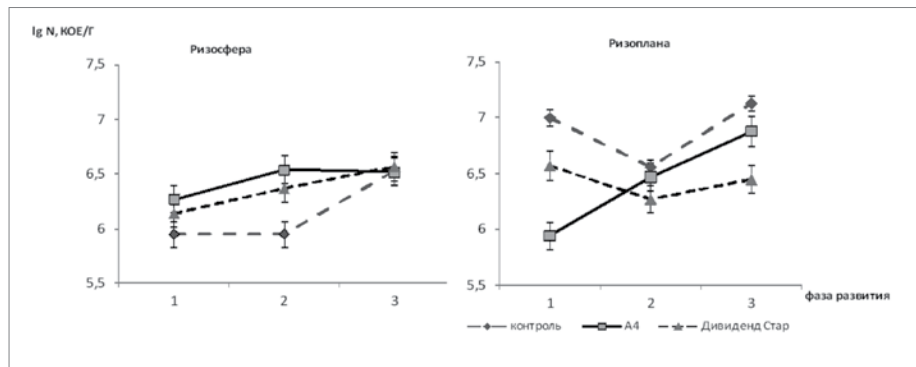 lg N, КОЕ/Г
Ризосфера
7,5
7
6,5
6
5,5
1 2 3
Ризоплана
7,5
7
6,5
6
5,5
1 2 3
фаза развития
контроль А4 Дивиденд Стар